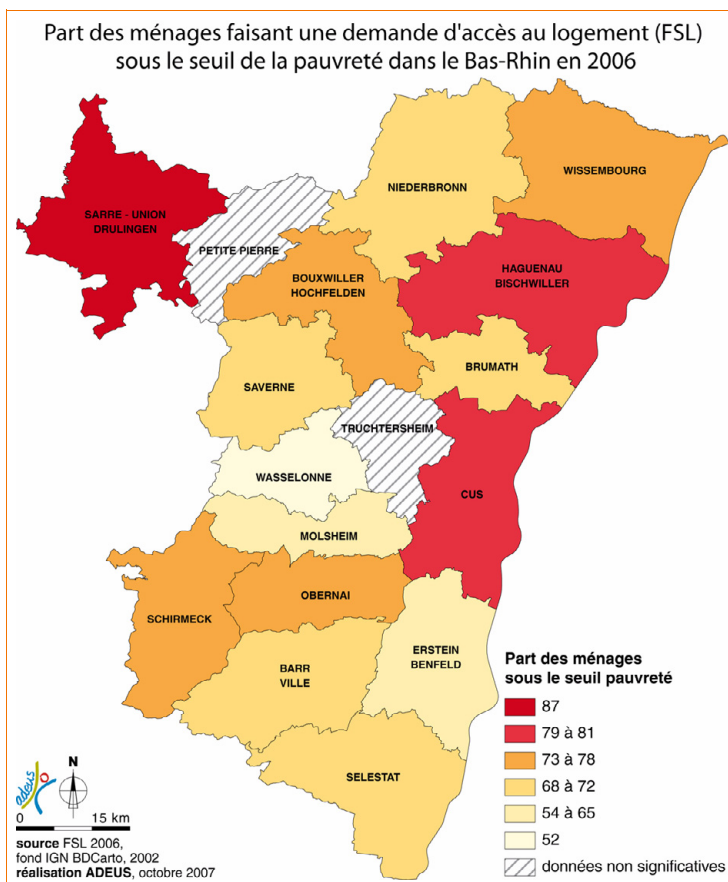 Part des ménages faisant une demande d'accès au logement (FSL)
sous le seuil de la pauvreté dans le Bas-Rhin en 2006
WISSEMBOURG
NIEDERBRONN
SARRE - UNION
DRULINGEN
PETITE PIERRE
HAGUENAU
BISCHWILLER
BOUXWILLER
HOCHFELDEN
BRUMATH
SAVERNE
TRUCHTERSHEIM
WASSELONNE
CUS
MOLSHEIM
OBERNAI
SCHIRMECK
ERSTEIN
BENFELD
BARR
VILLE
SELESTAT
Part des ménages
sous le seuil pauvreté
87
79 à 81
73 à 78
68 à 72
54 à 65
52
données non significatives
adeus
N
0 15 km
source FSL 2006,
fond IGN BDCarto, 2002
réalisation ADEUS, octobre 2007